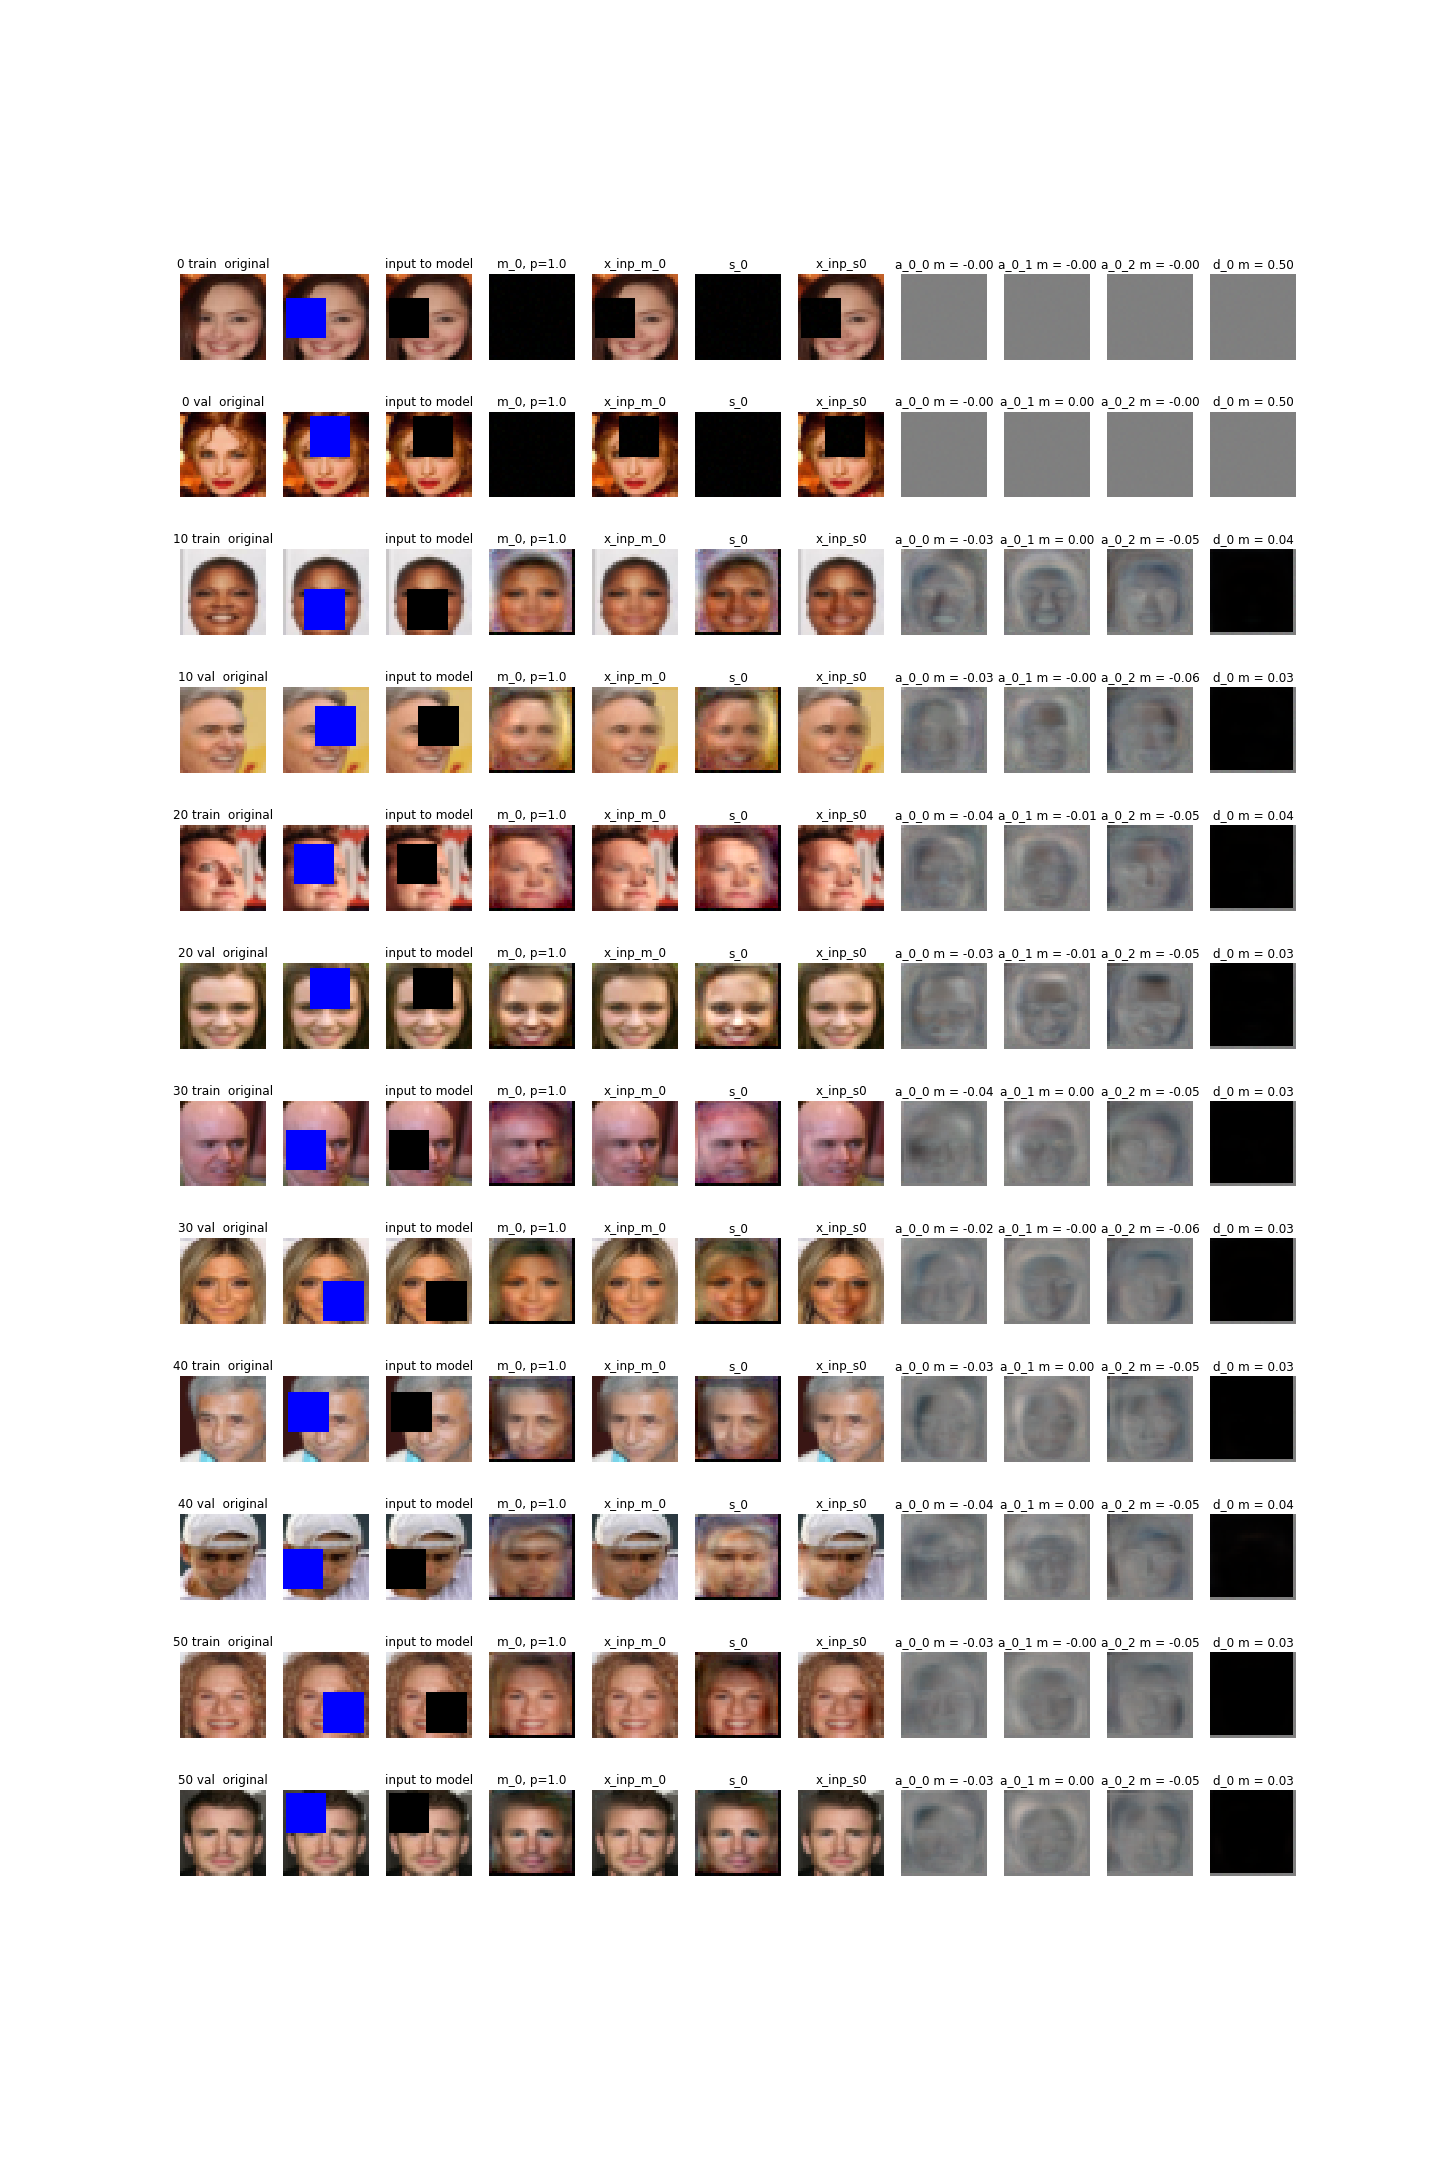 0 train  original input to model m_0, p=1.0 x_inp_m_0 s_0 x_inp_s0 a_0_0 m = -0.00 a_0_1 m = -0.00 a_0_2 m = -0.00 d_0 m = 0.50
0 val  original input to model m_0, p=1.0 x_inp_m_0 s_0 x_inp_s0 a_0_0 m = -0.00 a_0_1 m = 0.00 a_0_2 m = -0.00 d_0 m = 0.50
10 train  original input to model m_0, p=1.0 x_inp_m_0 s_0 x_inp_s0 a_0_0 m = -0.03 a_0_1 m = 0.00 a_0_2 m = -0.05 d_0 m = 0.04
10 val  original input to model m_0, p=1.0 x_inp_m_0 s_0 x_inp_s0 a_0_0 m = -0.03 a_0_1 m = -0.00 a_0_2 m = -0.06 d_0 m = 0.03
20 train  original input to model m_0, p=1.0 x_inp_m_0 s_0 x_inp_s0 a_0_0 m = -0.04 a_0_1 m = -0.01 a_0_2 m = -0.05 d_0 m = 0.04
20 val  original input to model m_0, p=1.0 x_inp_m_0 s_0 x_inp_s0 a_0_0 m = -0.03 a_0_1 m = -0.01 a_0_2 m = -0.05 d_0 m = 0.03
30 train  original input to model m_0, p=1.0 x_inp_m_0 s_0 x_inp_s0 a_0_0 m = -0.04 a_0_1 m = 0.00 a_0_2 m = -0.05 d_0 m = 0.03
30 val  original input to model m_0, p=1.0 x_inp_m_0 s_0 x_inp_s0 a_0_0 m = -0.02 a_0_1 m = -0.00 a_0_2 m = -0.06 d_0 m = 0.03
40 train  original input to model m_0, p=1.0 x_inp_m_0 s_0 x_inp_s0 a_0_0 m = -0.03 a_0_1 m = 0.00 a_0_2 m = -0.05 d_0 m = 0.03
40 val  original input to model m_0, p=1.0 x_inp_m_0 s_0 x_inp_s0 a_0_0 m = -0.04 a_0_1 m = 0.00 a_0_2 m = -0.05 d_0 m = 0.04
50 train  original input to model m_0, p=1.0 x_inp_m_0 s_0 x_inp_s0 a_0_0 m = -0.03 a_0_1 m = -0.00 a_0_2 m = -0.05 d_0 m = 0.03
50 val  original input to model m_0, p=1.0 x_inp_m_0 s_0 x_inp_s0 a_0_0 m = -0.03 a_0_1 m = 0.00 a_0_2 m = -0.05 d_0 m = 0.03